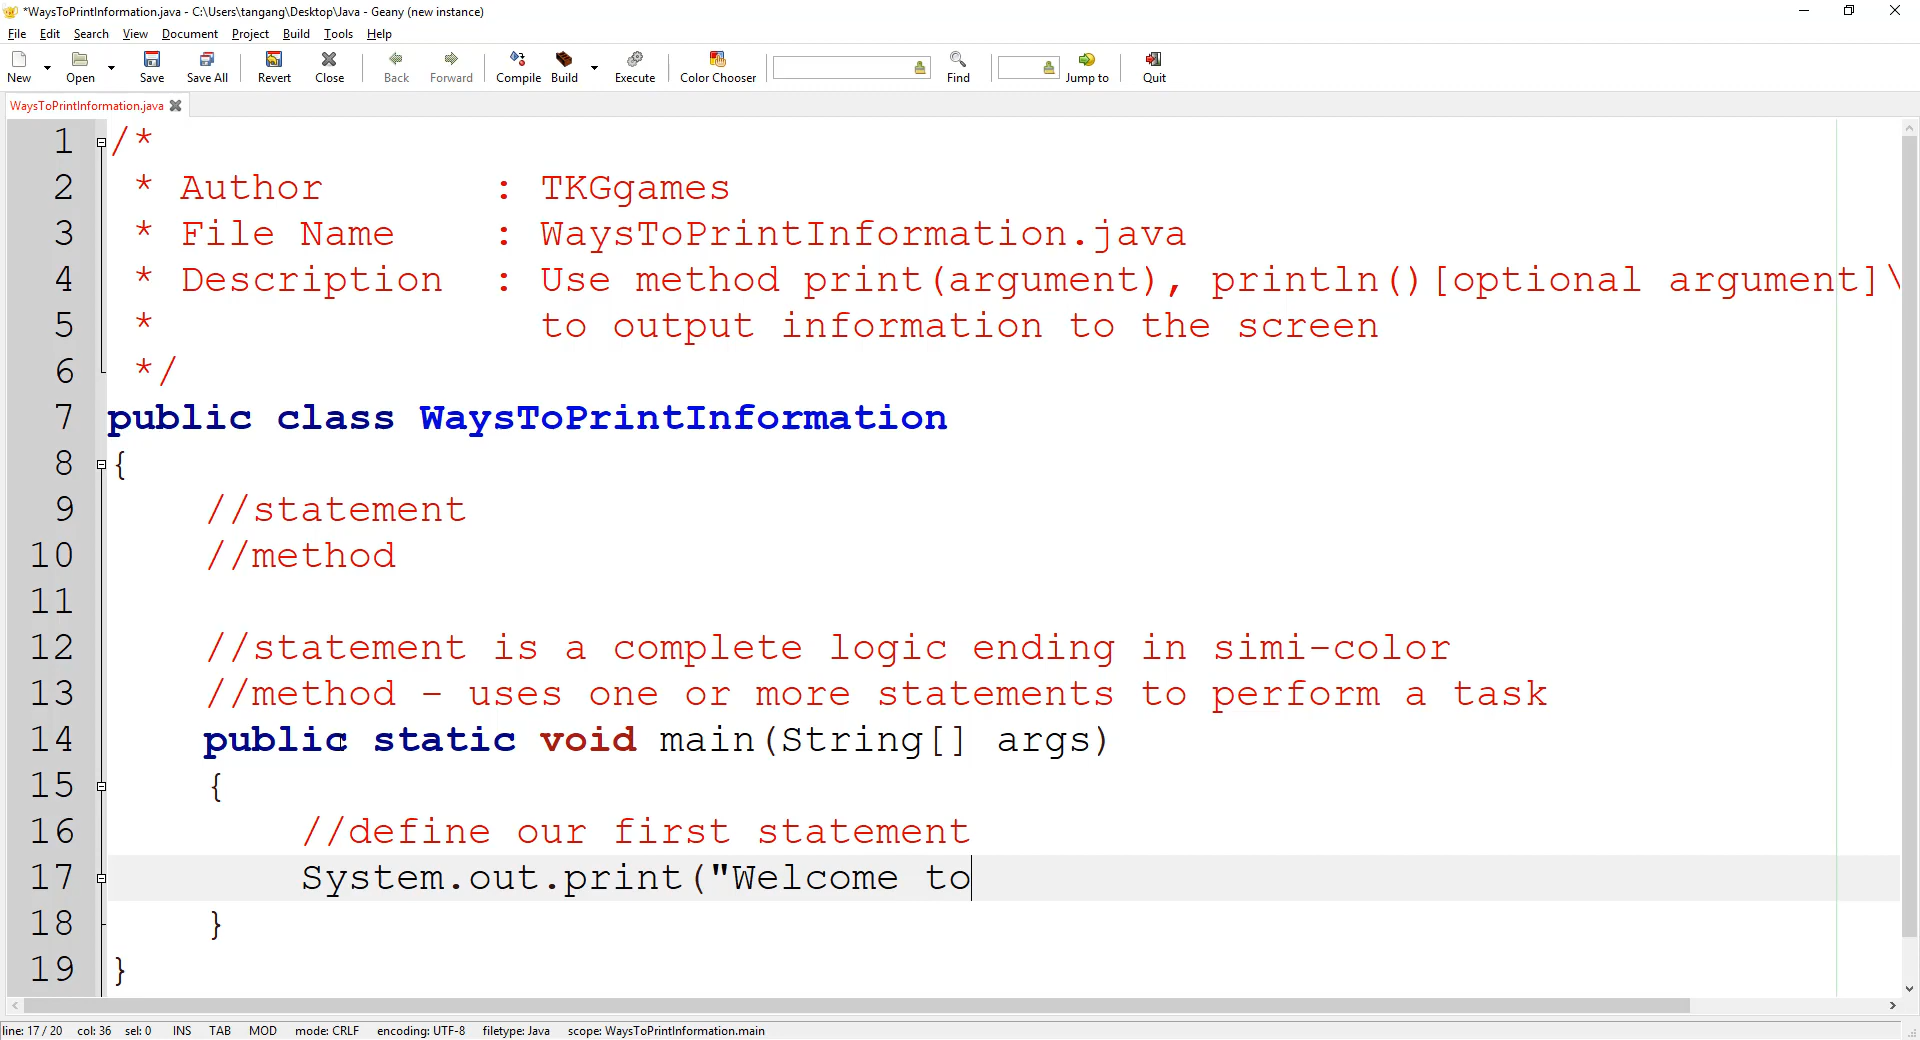 *WaysToPrintInformation.java - C:\Users\tangang\Desktop\Java - Geany (new instance)
File Edit Search View Document Project Build Tools Help
New Open Save Save All Revert Close Back Forward Compile Build Execute Color Chooser Find Jump to Quit
WaysToPrintInformation.java
1 /*
2 * Author : TKGgames
3 * File Name : WaysToPrintInformation.java
4 * Description : Use method print(argument), println()[optional argument]\
5 * to output information to the screen
6 */
7 public class WaysToPrintInformation
8 {
9 //statement
10 //method
11
12 //statement is a complete logic ending in simi-color
13 //method - uses one or more statements to perform a task
14 public static void main(String[] args)
15 {
16 //define our first statement
17 System.out.print("Welcome to
18 }
19 }
line: 17 / 20 col: 36 sel: 0 INS TAB MOD mode: CRLF encoding: UTF-8 filetype: Java scope: WaysToPrintInformation.main